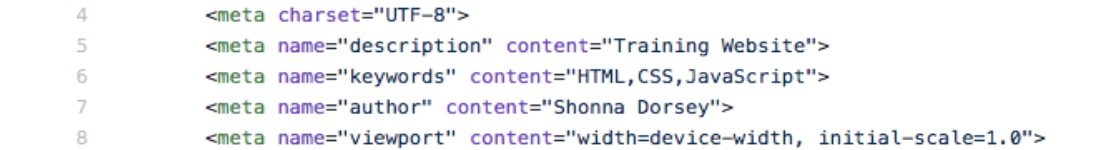 4 <meta charset="UTF-8">
5 <meta name="description" content="Training Website">
6 <meta name="keywords" content="HTML,CSS,JavaScript">
7 <meta name="author" content="Shonna Dorsey">
8 <meta name="viewport" content="width=device-width, initial-scale=1.0">